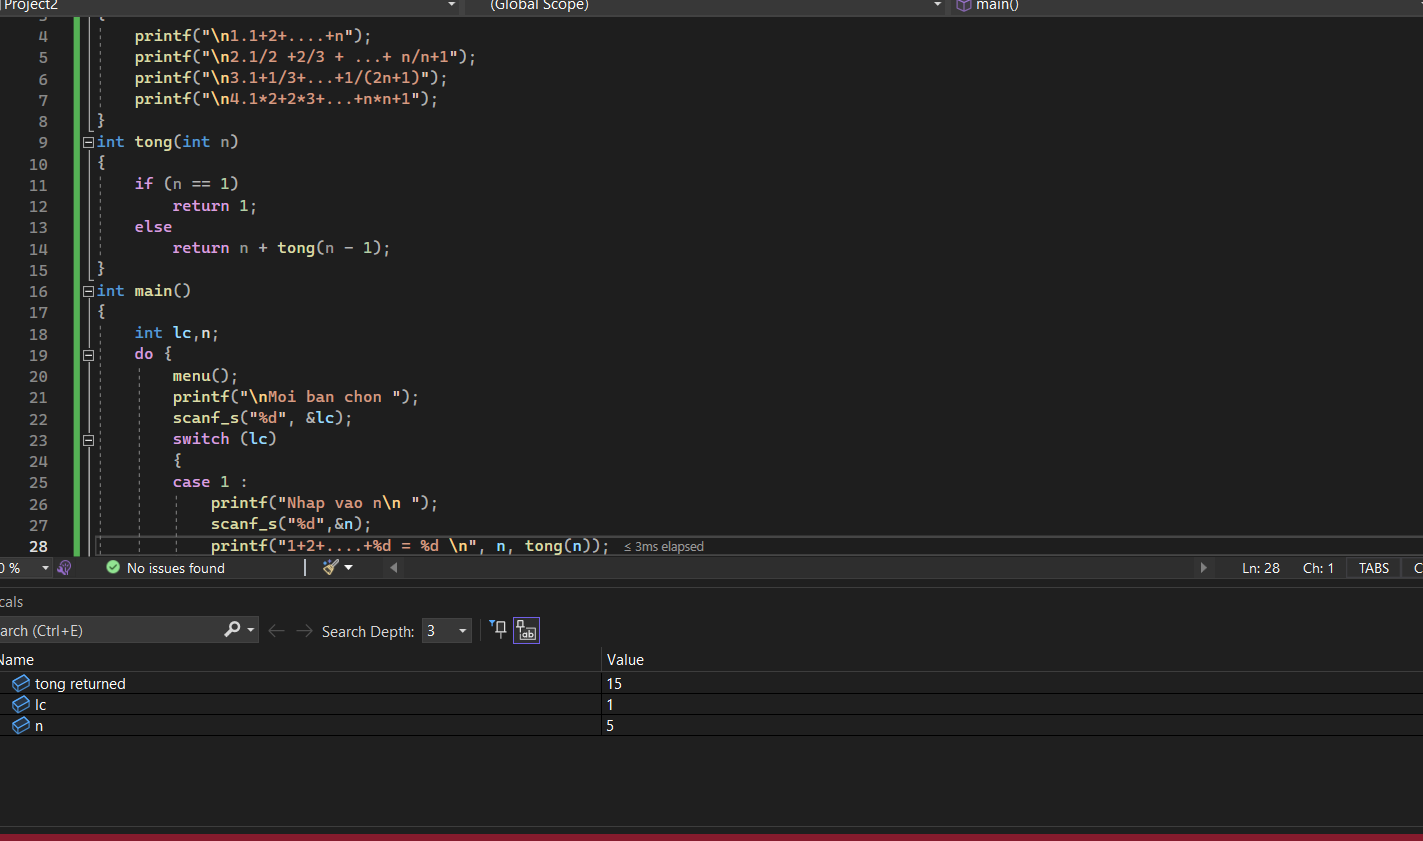 Project2 (Global Scope) main()
3 {
4 printf("\n1.1+2+....+n");
5 printf("\n2.1/2 +2/3 + ...+ n/n+1");
6 printf("\n3.1+1/3+...+1/(2n+1)");
7 printf("\n4.1*2+2*3+...+n*n+1");
8 }
9 int tong(int n)
10 {
11 if (n == 1)
12 return 1;
13 else
14 return n + tong(n - 1);
15 }
16 int main()
17 {
18 int lc,n;
19 do {
20 menu();
21 printf("\nMoi ban chon ");
22 scanf_s("%d", &lc);
23 switch (lc)
24 {
25 case 1 :
26 printf("Nhap vao n\n ");
27 scanf_s("%d",&n);
28 printf("1+2+....+%d = %d \n", n, tong(n)); ≤ 3ms elapsed
0 % No issues found Ln: 28 Ch: 1 TABS C
cals
arch (Ctrl+E) Search Depth: 3
Name Value
tong returned 15
lc 1
n 5